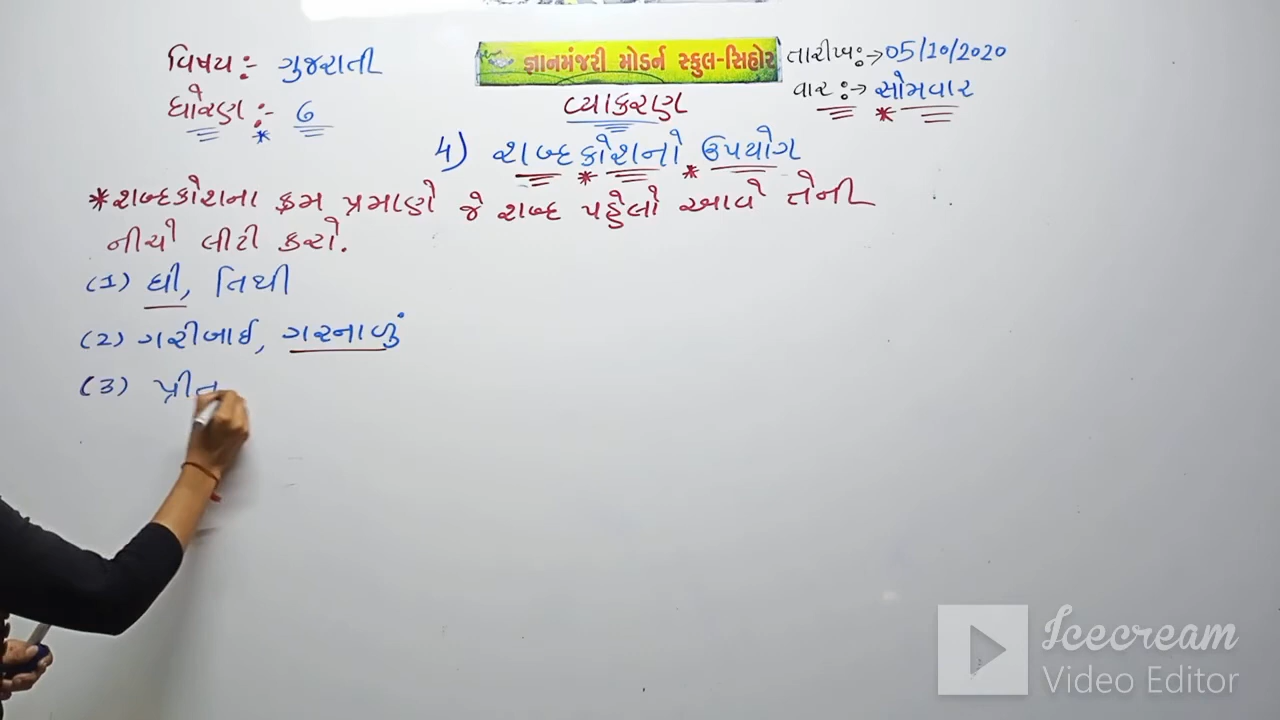 વિષય:- ગુજરાતી
ધોરણ :- ૭
જ્ઞાનમંજરી મોડર્ન સ્કુલ-સિહોર
તારીખ:→05/10/2020
વાર:→ સોમવાર
વ્યાકરણ
4) શબ્દકોશનો ઉપયોગ
*શબ્દકોશના ક્રમ પ્રમાણે જે શબ્દ પહેલો આવે તેની
નીચે લીટી કરો.
(1) ઘી, તિથી
(2) ગરીબાઈ, ગરનાળું
(3) પ્રીત
Icecream
Video Editor